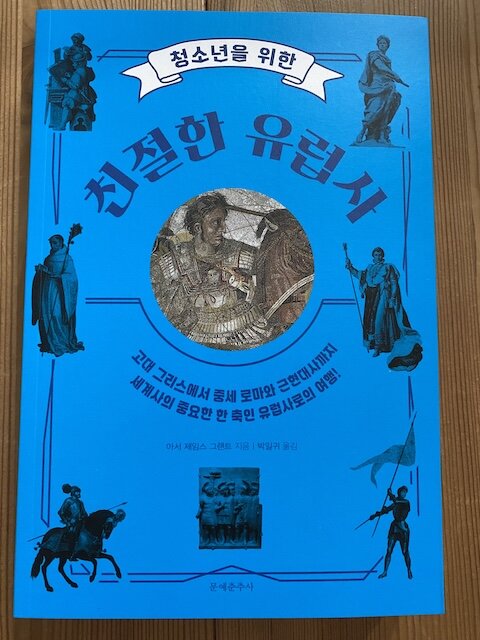 청소년을 위한
친절한 유럽사
고대 그리스에서 중세 로마와 근현대사까지
세계사의 중요한 한 축인 유럽사로의 여행!
아서 제임스 그랜트 지음 | 박일귀 옮김
문예춘추사